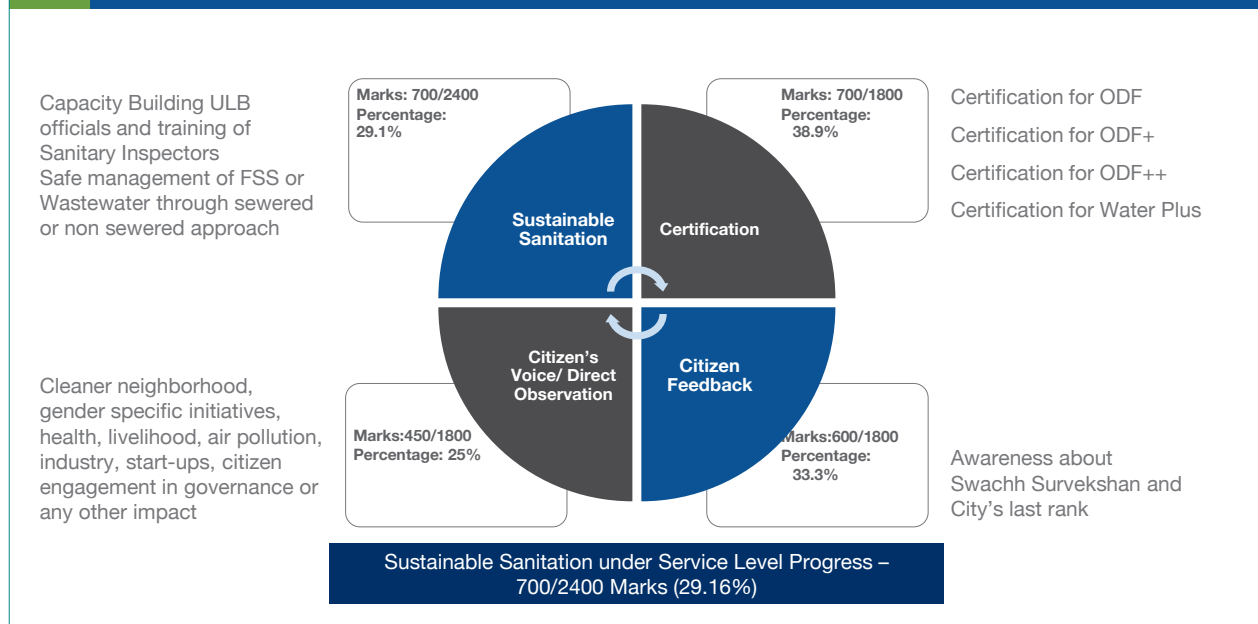 Capacity Building ULB
officials and training of
Sanitary Inspectors
Safe management of FSS or
Wastewater through sewered
or non sewered approach
Marks: 700/2400
Percentage:
29.1%
Sustainable
Sanitation
Certification
Marks: 700/1800
Percentage:
38.9%
Certification for ODF
Certification for ODF+
Certification for ODF++
Certification for Water Plus
Cleaner neighborhood,
gender specific initiatives,
health, livelihood, air pollution,
industry, start-ups, citizen
engagement in governance or
any other impact
Marks:450/1800
Percentage: 25%
Citizen’s
Voice/ Direct
Observation
Citizen
Feedback
Marks:600/1800
Percentage:
33.3%
Awareness about
Swachh Survekshan and
City’s last rank
Sustainable Sanitation under Service Level Progress –
700/2400 Marks (29.16%)